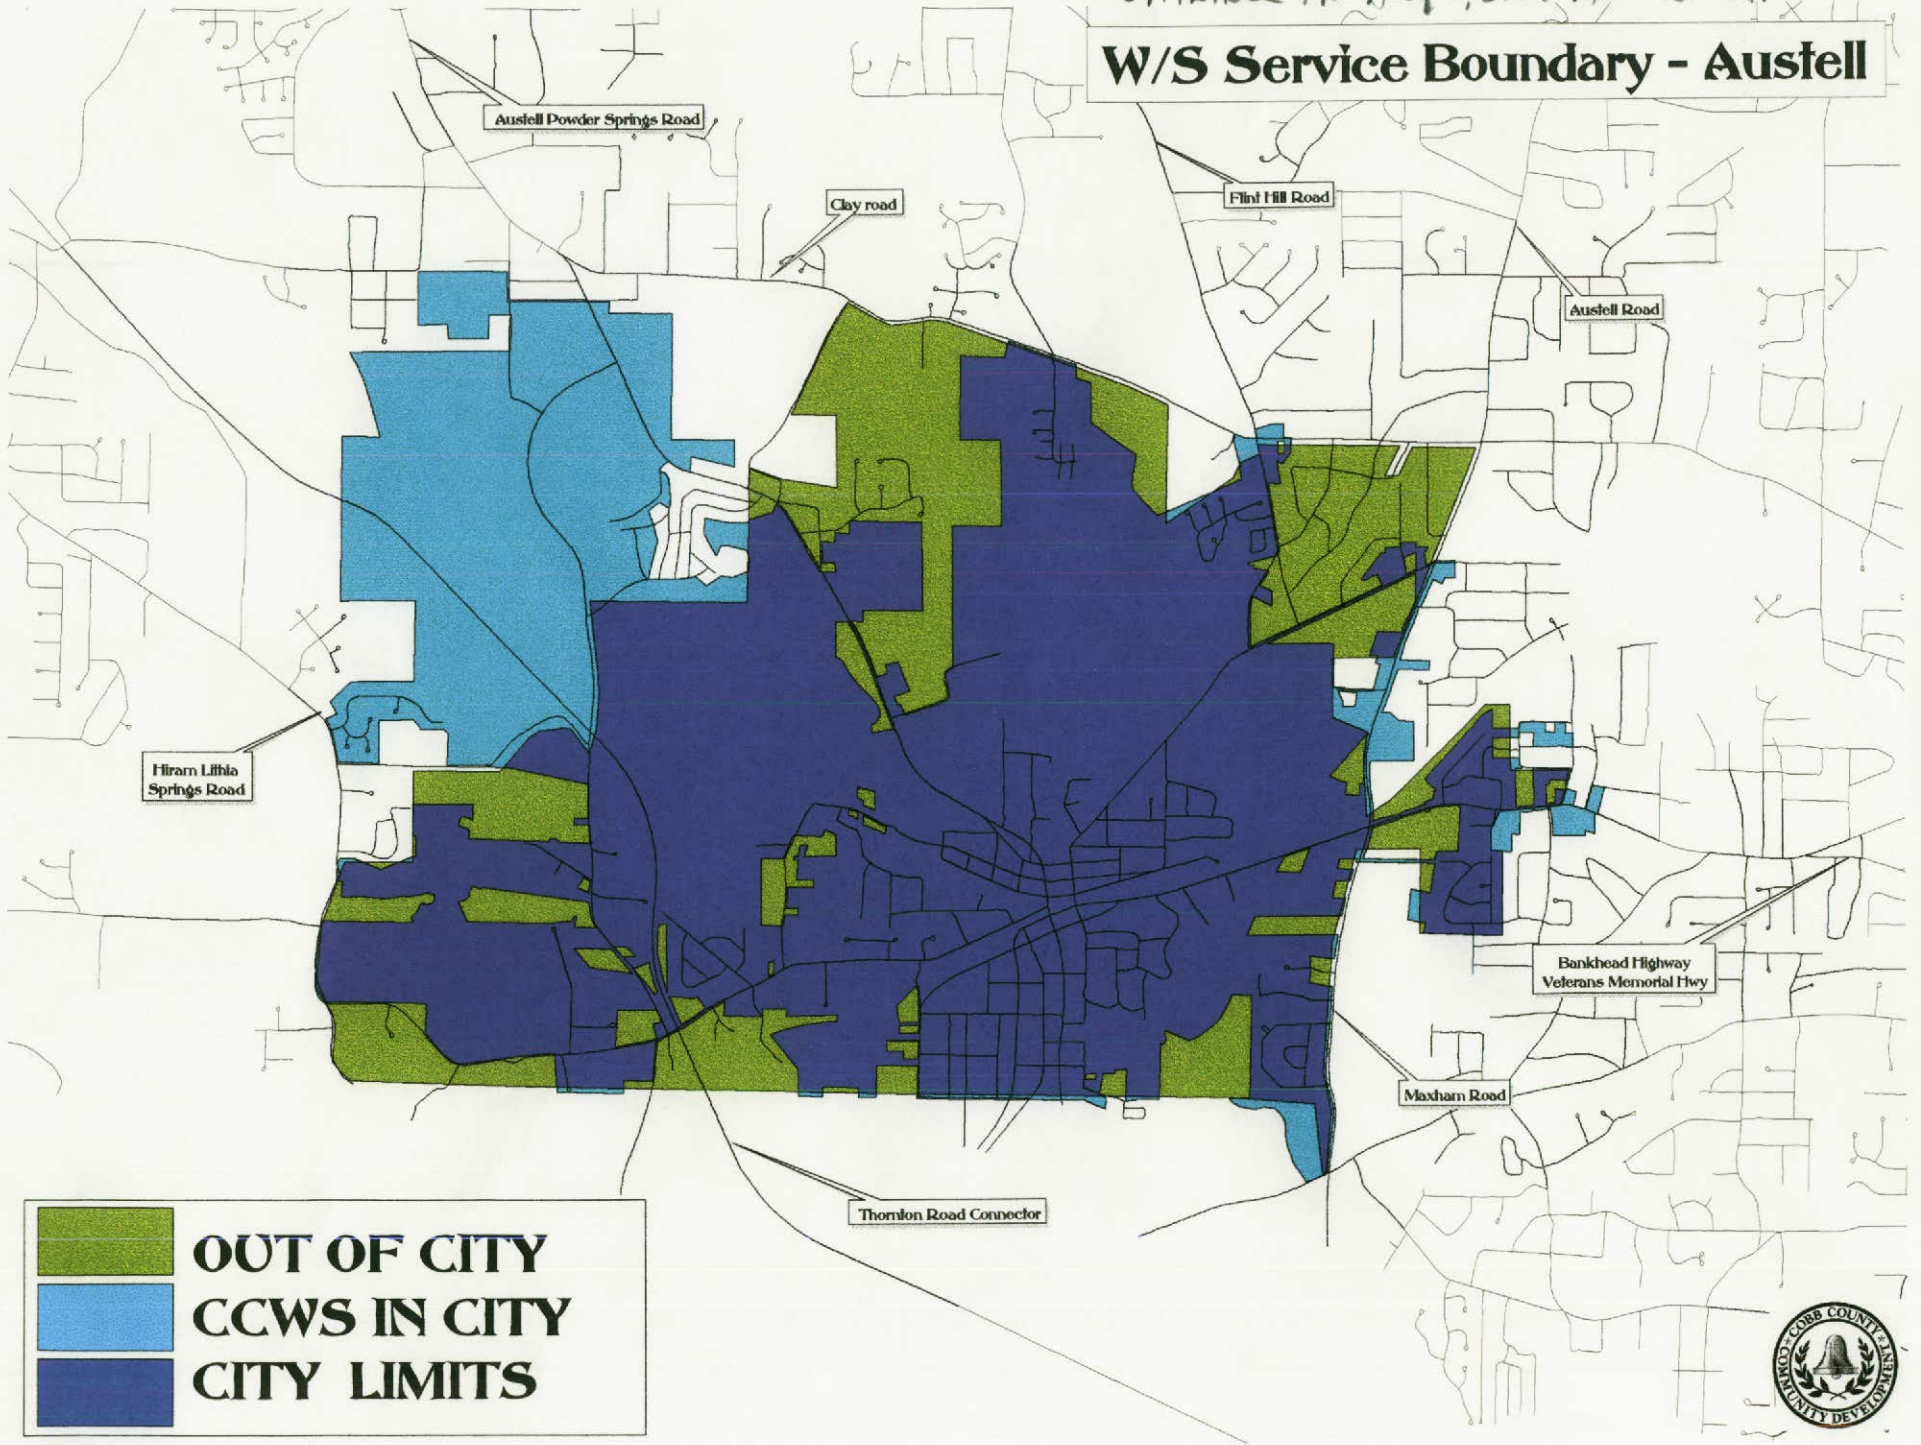 W/S Service Boundary - Austell
Austell Powder Springs Road
Clay road
Flint Hill Road
Austell Road
Hiram Lithia
Springs Road
Bankhead Highway
Veterans Memorial Hwy
Maxham Road
Thornton Road Connector
OUT OF CITY
CCWS IN CITY
CITY LIMITS
COBB COUNTY
COMMUNITY DEVELOPMENT